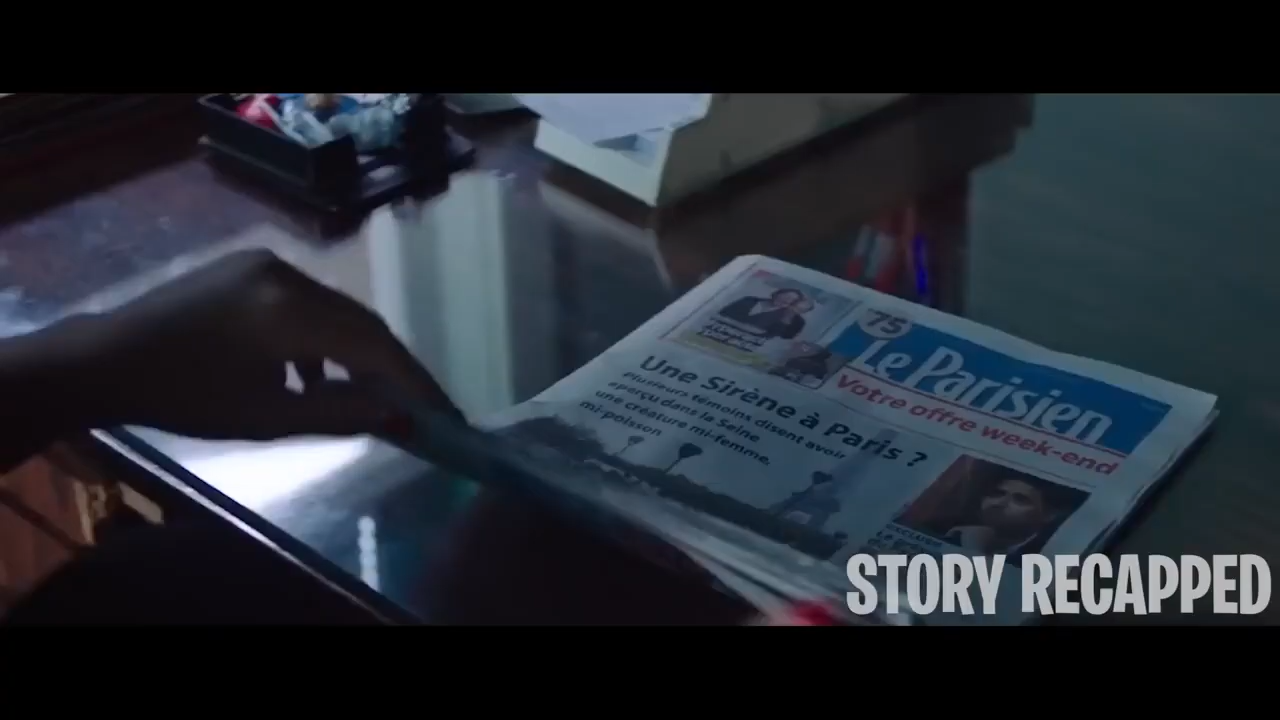 75
Le Parisien
Votre offre week-end
Une Sirène à Paris ?
Plusieurs témoins disent avoir
aperçu dans la Seine
une créature mi-femme,
mi-poisson
STORY RECAPPED